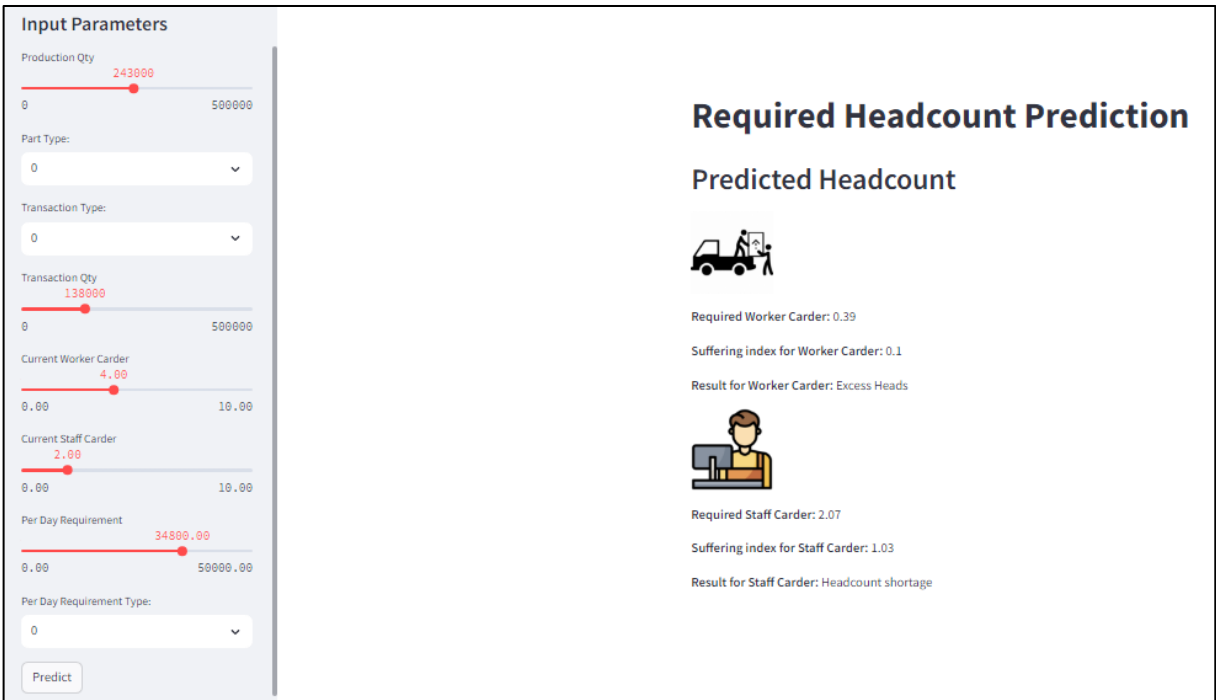 Input Parameters
Production Qty
243000
0 500000
Part Type:
0
Transaction Type:
0
Transaction Qty
138000
0 500000
Current Worker Carder
4.00
0.00 10.00
Current Staff Carder
2.00
0.00 10.00
Per Day Requirement
34800.00
0.00 50000.00
Per Day Requirement Type:
0
Predict
Required Headcount Prediction
Predicted Headcount
Required Worker Carder: 0.39
Suffering index for Worker Carder: 0.1
Result for Worker Carder: Excess Heads
Required Staff Carder: 2.07
Suffering index for Staff Carder: 1.03
Result for Staff Carder: Headcount shortage